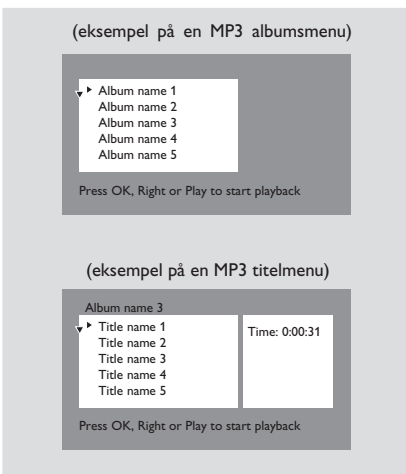 (eksempel på en MP3 albumsmenu)
Album name 1
Album name 2
Album name 3
Album name 4
Album name 5
Press OK, Right or Play to start playback
(eksempel på en MP3 titelmenu)
Album name 3
Title name 1
Time: 0:00:31
Title name 2
Title name 3
Title name 4
Title name 5
Press OK, Right or Play to start playback